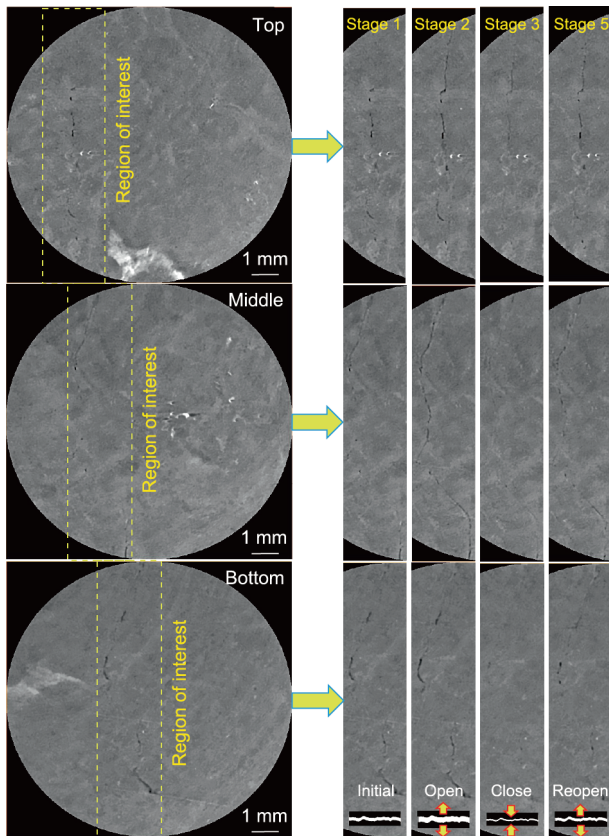 Top
Region of interest
1 mm
Stage 1
Stage 2
Stage 3
Stage 5
Middle
Region of interest
1 mm
Bottom
Region of interest
1 mm
Initial
Open
Close
Reopen